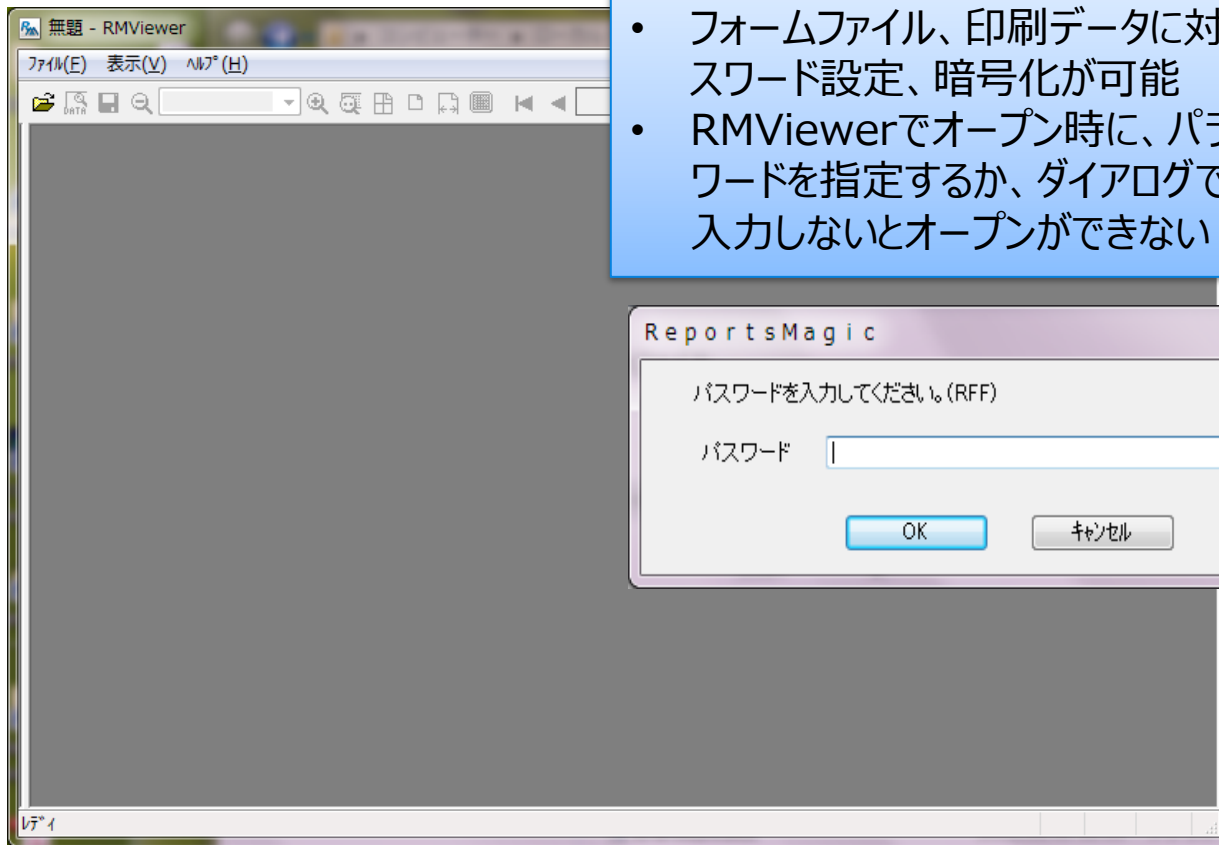 無題 - RMViewer
ﾌｧｲﾙ(F) 表示(V) ﾍﾙﾌﾟ(H)
DATA
• フォームファイル、印刷データに対
スワード設定、暗号化が可能
• RMViewerでオープン時に、パラ
ワードを指定するか、ダイアログで
入力しないとオープンができない
ReportsMagic
パスワードを入力してください。(RFF)
パスワード
OK ｷｬﾝｾﾙ
ﾚﾃﾞｨ